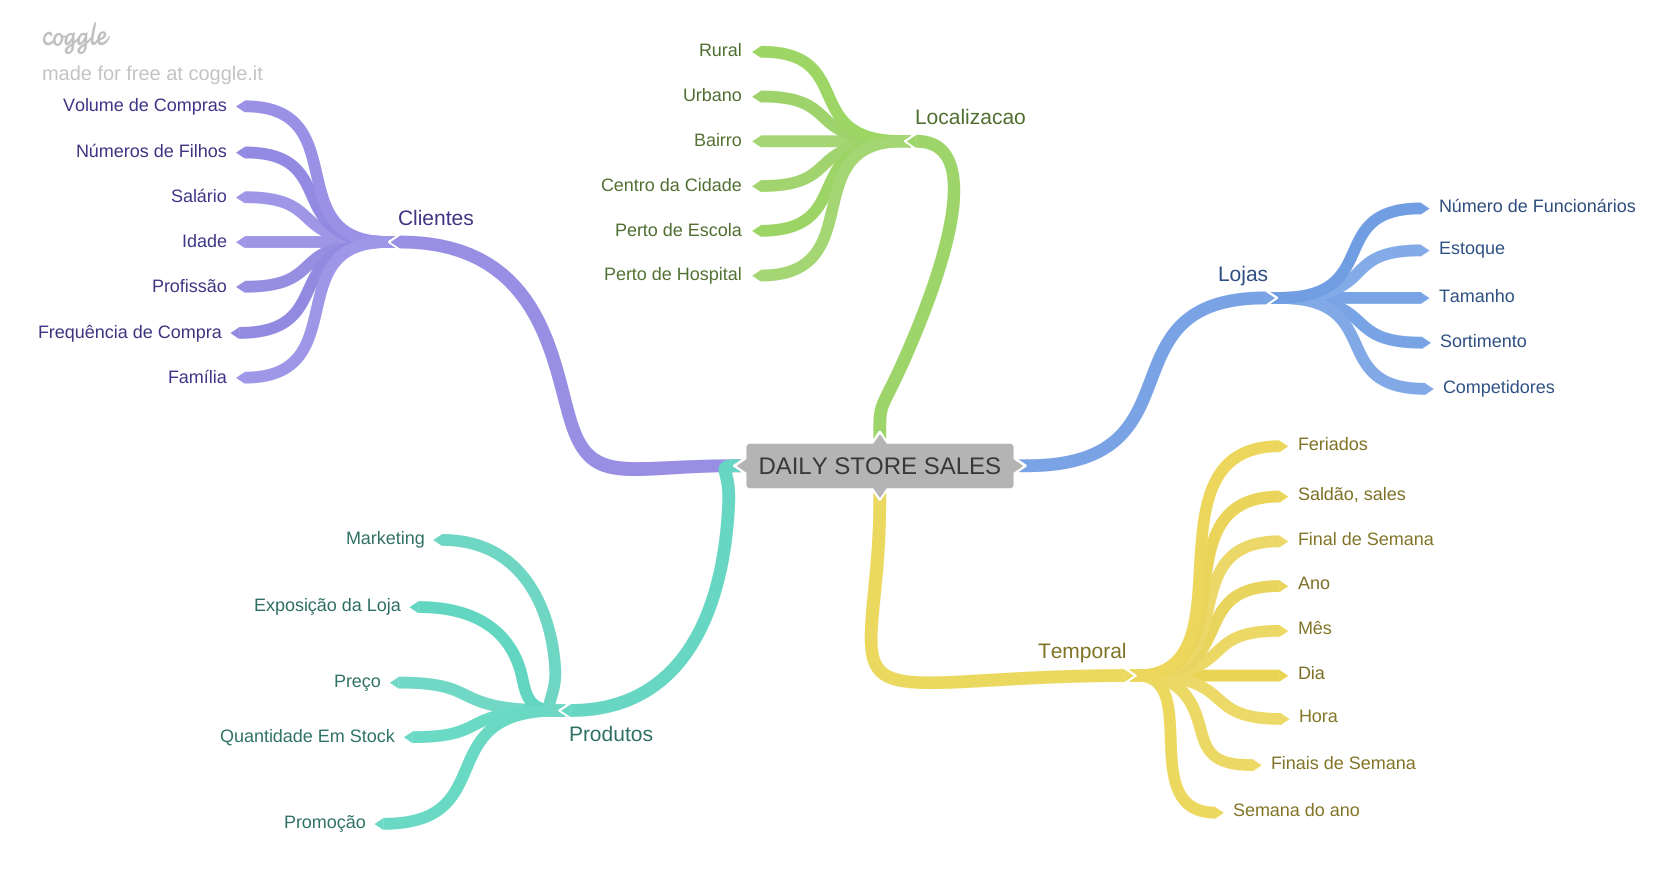 coggle
made for free at coggle.it
Volume de Compras
Números de Filhos
Salário
Idade
Profissão
Frequência de Compra
Família
Clientes
Rural
Urbano
Bairro
Centro da Cidade
Perto de Escola
Perto de Hospital
Localizacao
Lojas
Número de Funcionários
Estoque
Tamanho
Sortimento
Competidores
DAILY STORE SALES
Marketing
Exposição da Loja
Preço
Quantidade Em Stock
Promoção
Produtos
Temporal
Feriados
Saldão, sales
Final de Semana
Ano
Mês
Dia
Hora
Finais de Semana
Semana do ano